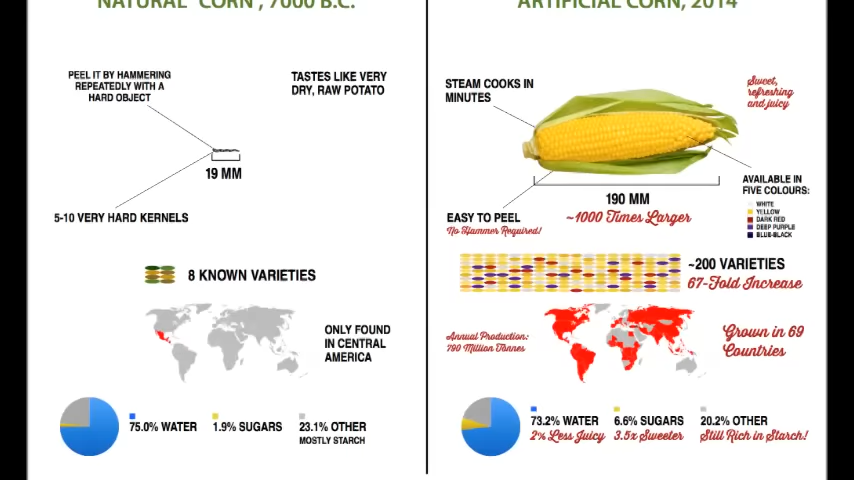 "NATURAL" CORN , 7000 B.C.
PEEL IT BY HAMMERING
REPEATEDLY WITH A
HARD OBJECT
TASTES LIKE VERY
DRY, RAW POTATO
19 MM
5-10 VERY HARD KERNELS
8 KNOWN VARIETIES
ONLY FOUND
IN CENTRAL
AMERICA
75.0% WATER
1.9% SUGARS
23.1% OTHER
MOSTLY STARCH
ARTIFICIAL CORN, 2014
STEAM COOKS IN
MINUTES
Sweet,
refreshing
and juicy
190 MM
~1000 Times Larger
EASY TO PEEL
No Hammer Required!
AVAILABLE IN
FIVE COLOURS:
WHITE
YELLOW
DARK RED
DEEP PURPLE
BLUE-BLACK
~200 VARIETIES
67-Fold Increase
Annual Production:
790 Million Tonnes
Grown in 69
Countries
73.2% WATER
2% Less Juicy
6.6% SUGARS
3.5x Sweeter
20.2% OTHER
Still Rich in Starch!